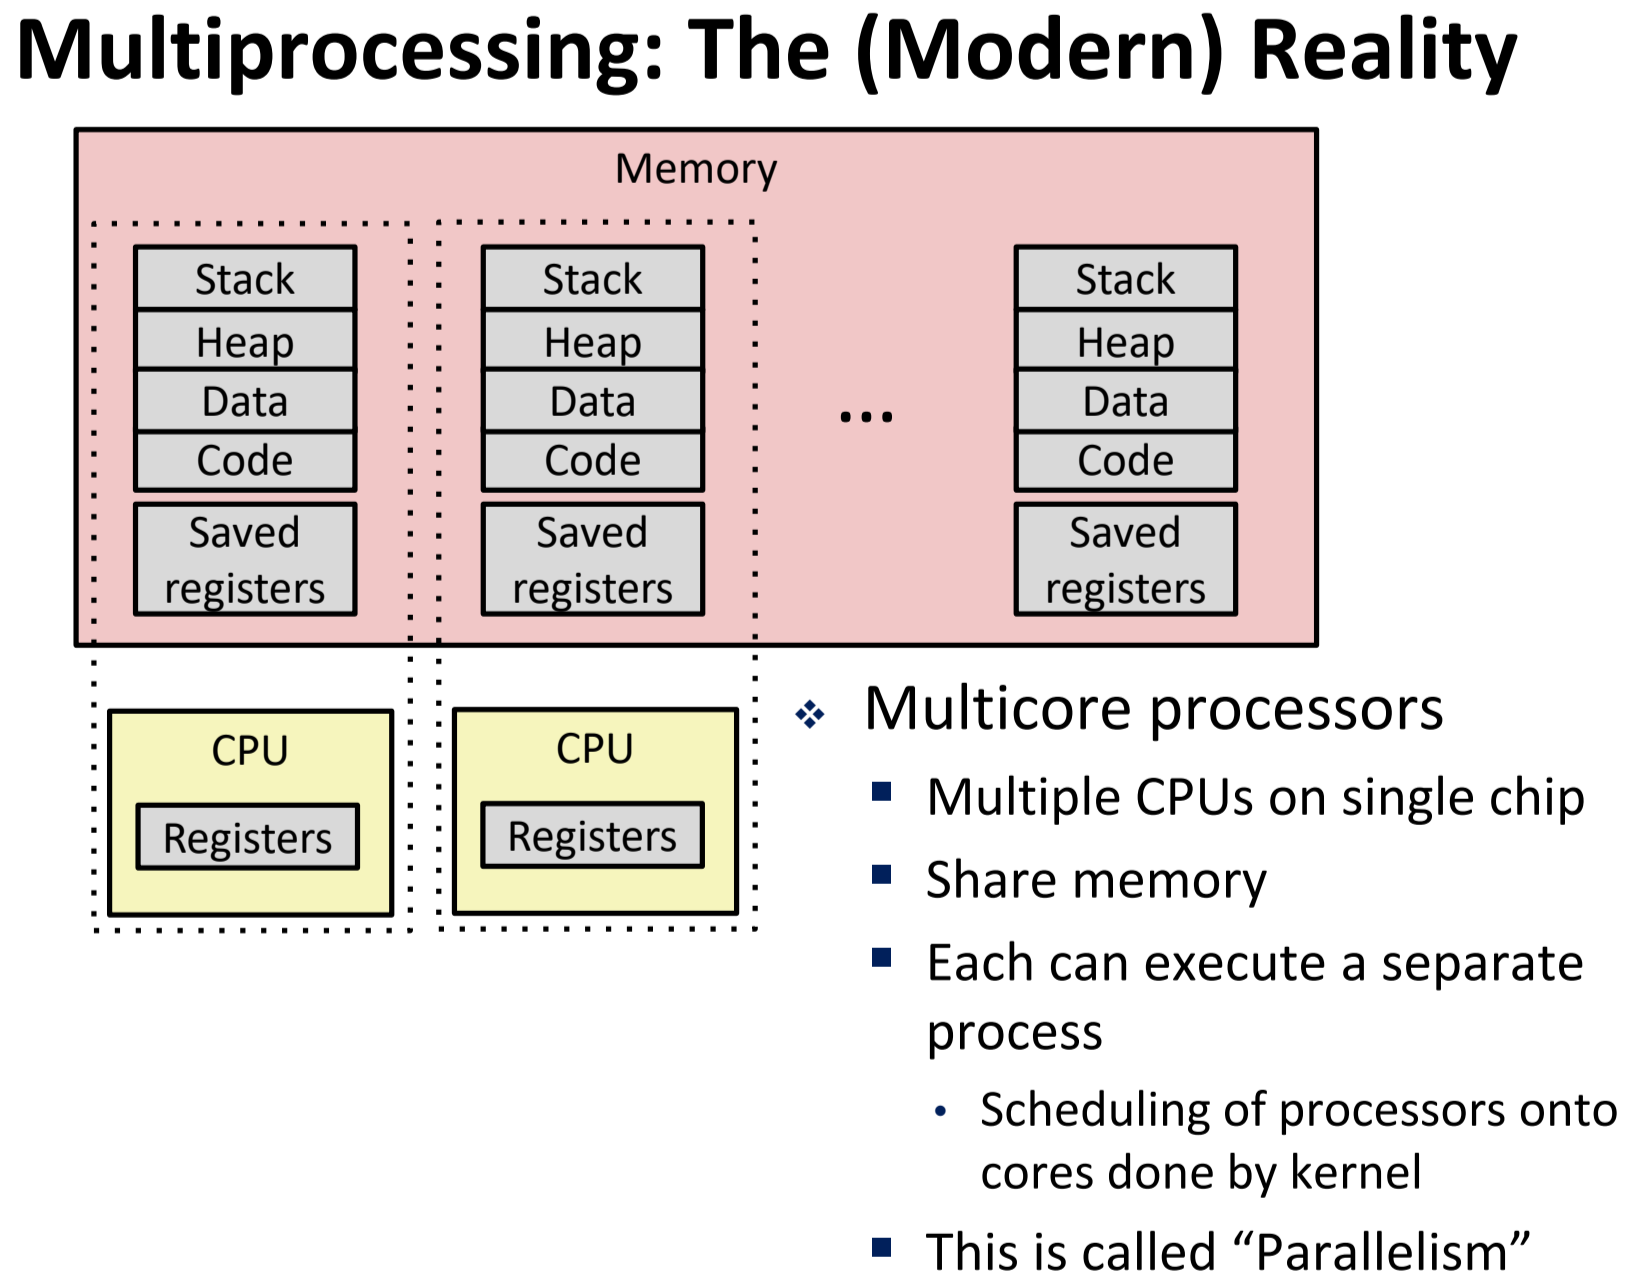 Multiprocessing: The (Modern) Reality
Memory
Stack
Heap
Data
Code
Saved
registers
Stack
Heap
Data
Code
Saved
registers
...
Stack
Heap
Data
Code
Saved
registers
CPU
Registers
CPU
Registers
❖ Multicore processors
▪ Multiple CPUs on single chip
▪ Share memory
▪ Each can execute a separate
process
• Scheduling of processors onto
cores done by kernel
▪ This is called “Parallelism”